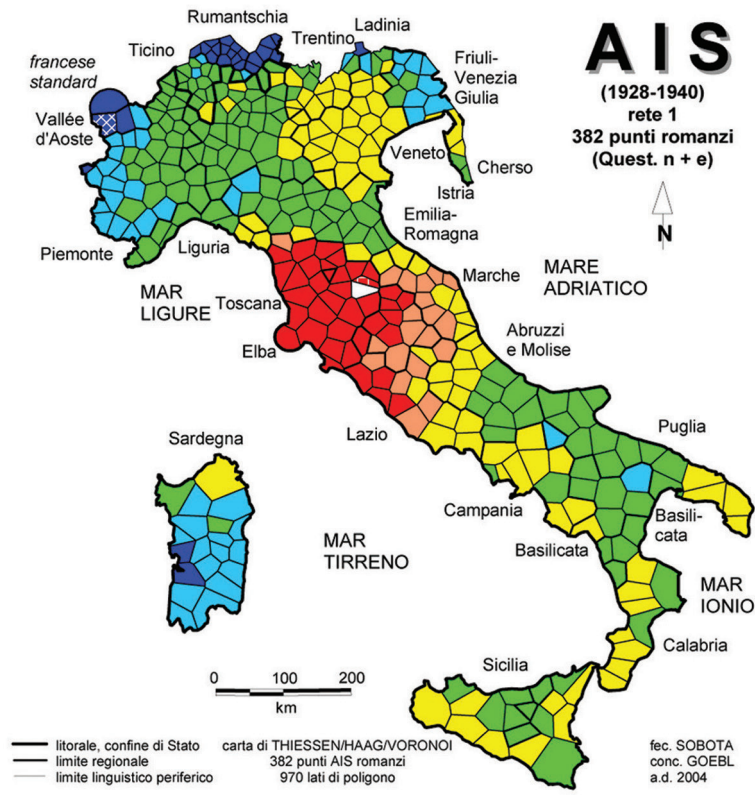 AIS
(1928-1940)
rete 1
382 punti romanzi
(Quest. n + e)
N
Rumantschia
Ladinia
Ticino
Trentino
francese
standard
Friuli-
Venezia
Giulia
Vallée
d'Aoste
Veneto
Cherso
Istria
Emilia-
Romagna
Piemonte
Liguria
Marche
MARE
ADRIATICO
MAR
LIGURE
Toscana
Elba
Abruzzi
e Molise
Lazio
Puglia
Sardegna
Campania
Basili-
cata
Basilicata
MAR
TIRRENO
MAR
IONIO
Calabria
Sicilia
0 100 200
km
litorale, confine di Stato
limite regionale
limite linguistico periferico
carta di THIESSEN/HAAG/VORONOI
382 punti AIS romanzi
970 lati di poligono
fec. SOBOTA
conc. GOEBL
a.d. 2004